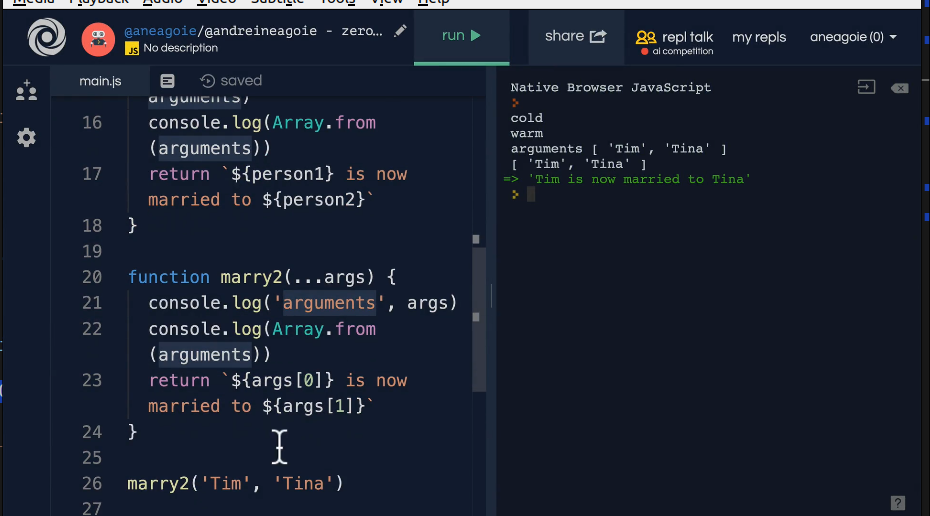 Media Playback Audio Video Subtitle Tools View Help
@aneagoie/@andreineagoie - zero...
JS No description
run
share
repl talk
ai competition
my repls
aneagoie (0)
main.js
saved
arguments)
16 console.log(Array.from
(arguments))
17 return `${person1} is now
married to ${person2}`
18 }
19
20 function marry2(...args) {
21 console.log('arguments', args)
22 console.log(Array.from
(arguments))
23 return `${args[0]} is now
married to ${args[1]}`
24 }
25
26 marry2('Tim', 'Tina')
27
Native Browser JavaScript
cold
warm
arguments [ 'Tim', 'Tina' ]
[ 'Tim', 'Tina' ]
=> 'Tim is now married to Tina'
?